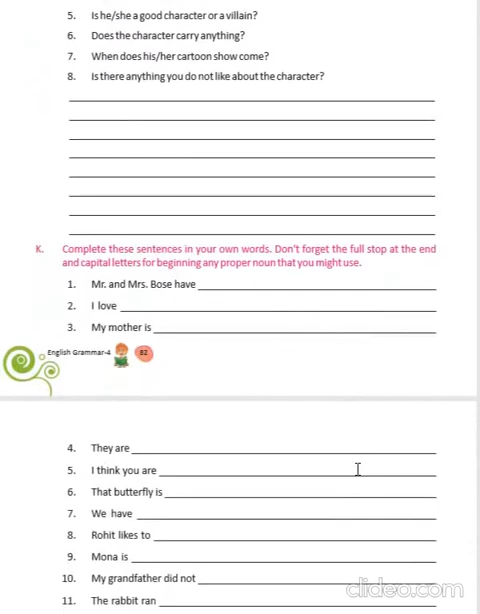 5. Is he/she a good character or a villain?
6. Does the character carry anything?
7. When does his/her cartoon show come?
8. Is there anything you do not like about the character?
K. Complete these sentences in your own words. Don't forget the full stop at the end
and capital letters for beginning any proper noun that you might use.
1. Mr. and Mrs. Bose have
2. I love
3. My mother is
English Grammar-4 82
4. They are
5. I think you are
6. That butterfly is
7. We have
8. Rohit likes to
9. Mona is
10. My grandfather did not
11. The rabbit ran
clideo.com